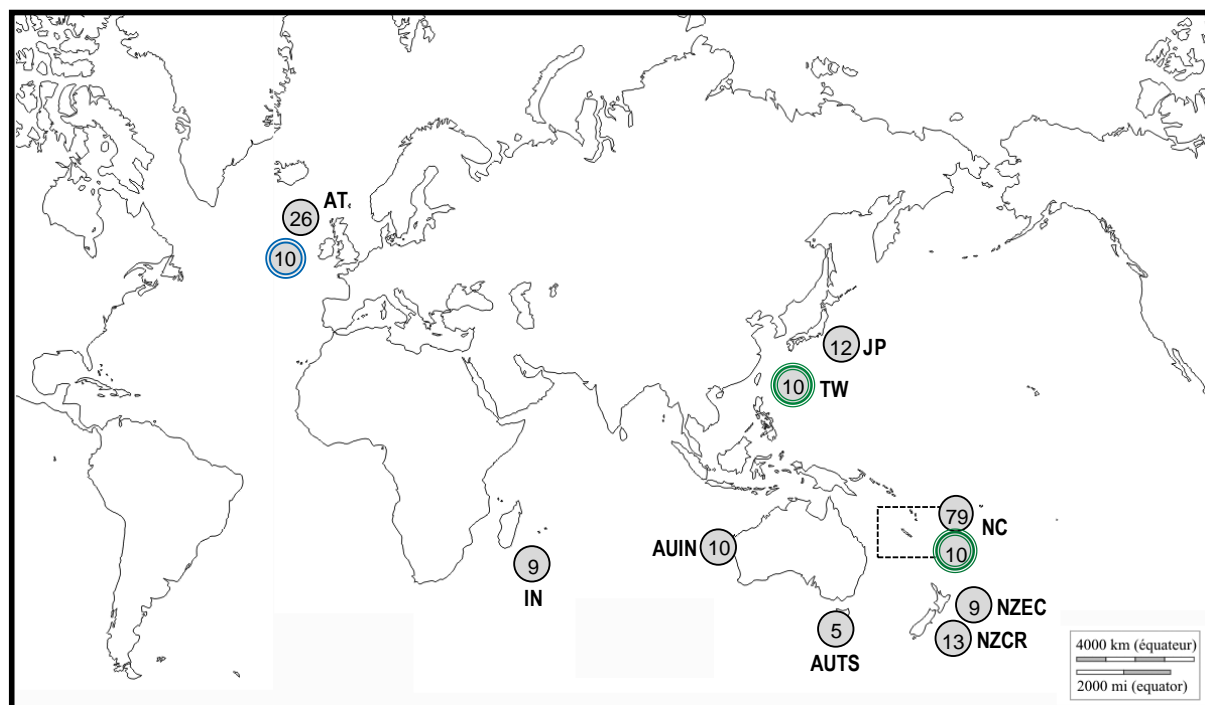 AT
26
10
12 JP
10 TW
79
NC
10
AUIN 10
9
IN
9 NZEC
5
AUTS
13 NZCR
4000 km (équateur)
2000 mi (equator)